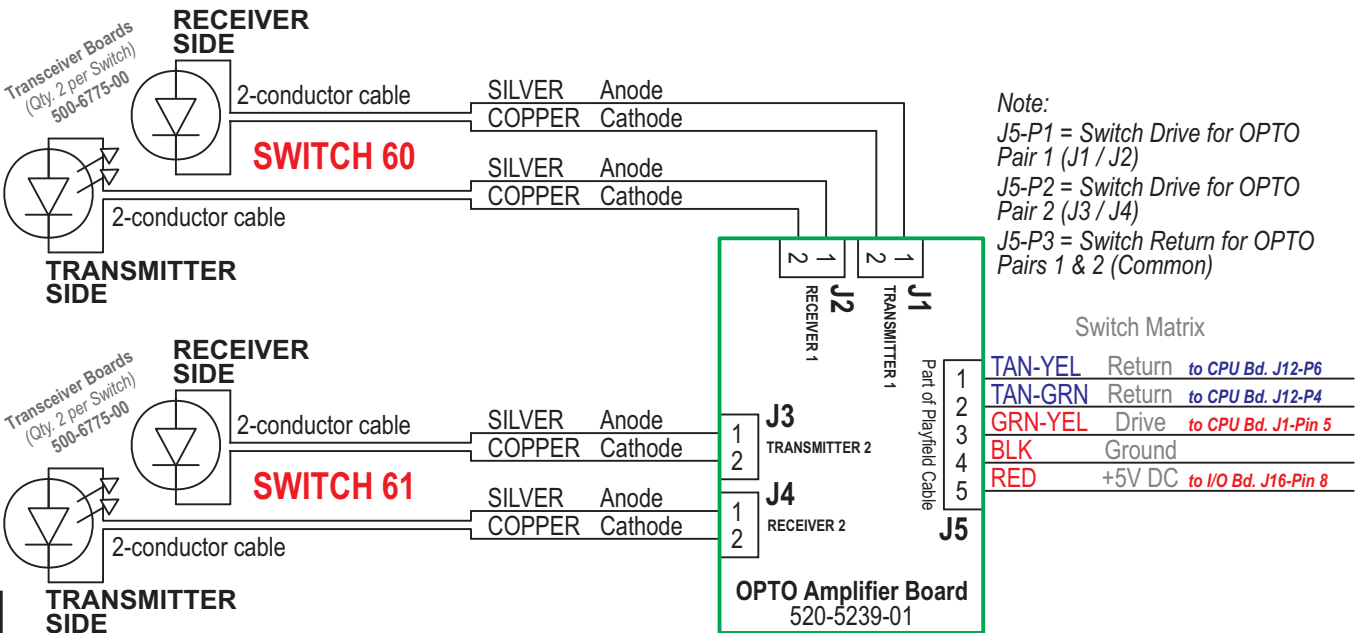 Transceiver Boards
(Qty. 2 per Switch)
500-6775-00
RECEIVER
SIDE
2-conductor cable
SWITCH 60
SILVER Anode
COPPER Cathode
SILVER Anode
COPPER Cathode
2-conductor cable
TRANSMITTER
SIDE
Note:
J5-P1 = Switch Drive for OPTO
Pair 1 (J1 / J2)
J5-P2 = Switch Drive for OPTO
Pair 2 (J3 / J4)
J5-P3 = Switch Return for OPTO
Pairs 1 & 2 (Common)
2 1
J2
RECEIVER 1
2 1
J1
TRANSMITTER 1
Transceiver Boards
(Qty. 2 per Switch)
500-6775-00
RECEIVER
SIDE
2-conductor cable
SWITCH 61
SILVER Anode
COPPER Cathode
SILVER Anode
COPPER Cathode
2-conductor cable
TRANSMITTER
SIDE
1
2
J3
TRANSMITTER 2
1
2
J4
RECEIVER 2
Part of Playfield Cable
J5
Switch Matrix
1 TAN-YEL Return to CPU Bd. J12-P6
2 TAN-GRN Return to CPU Bd. J12-P4
3 GRN-YEL Drive to CPU Bd. J1-Pin 5
4 BLK Ground
5 RED +5V DC to I/O Bd. J16-Pin 8
OPTO Amplifier Board
520-5239-01